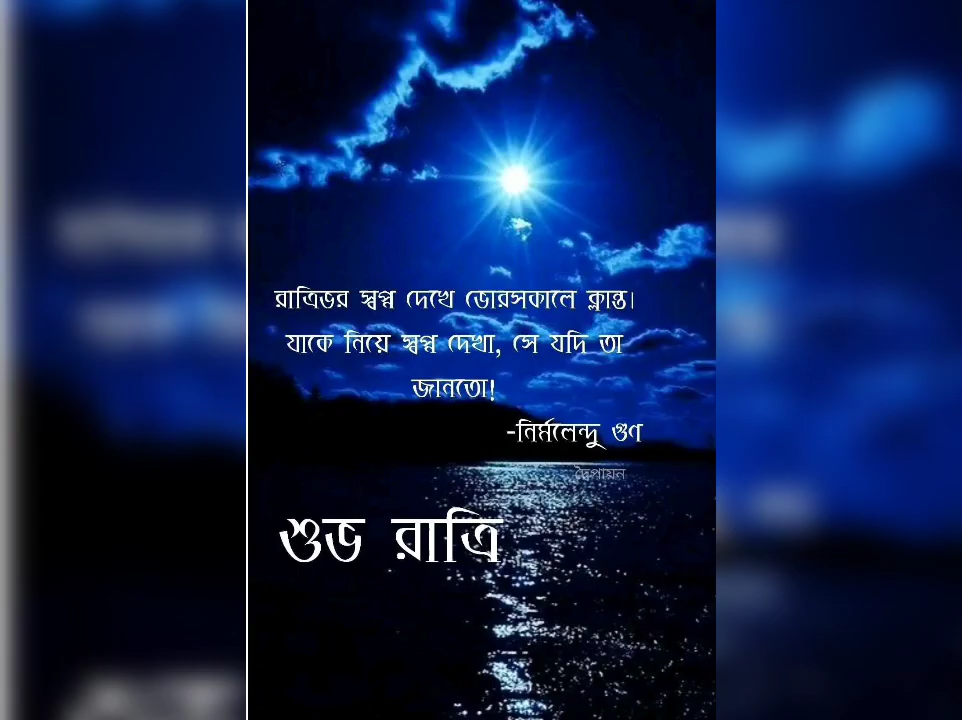 রাত্রিভর স্বপ্ন দেখে ভোরসকালে ক্লান্ত।
যাকে নিয়ে স্বপ্ন দেখা, সে যদি তা
জানতো!
-নির্মলেন্দু গুণ
দ্বৈপায়ন
শুভ রাত্রি